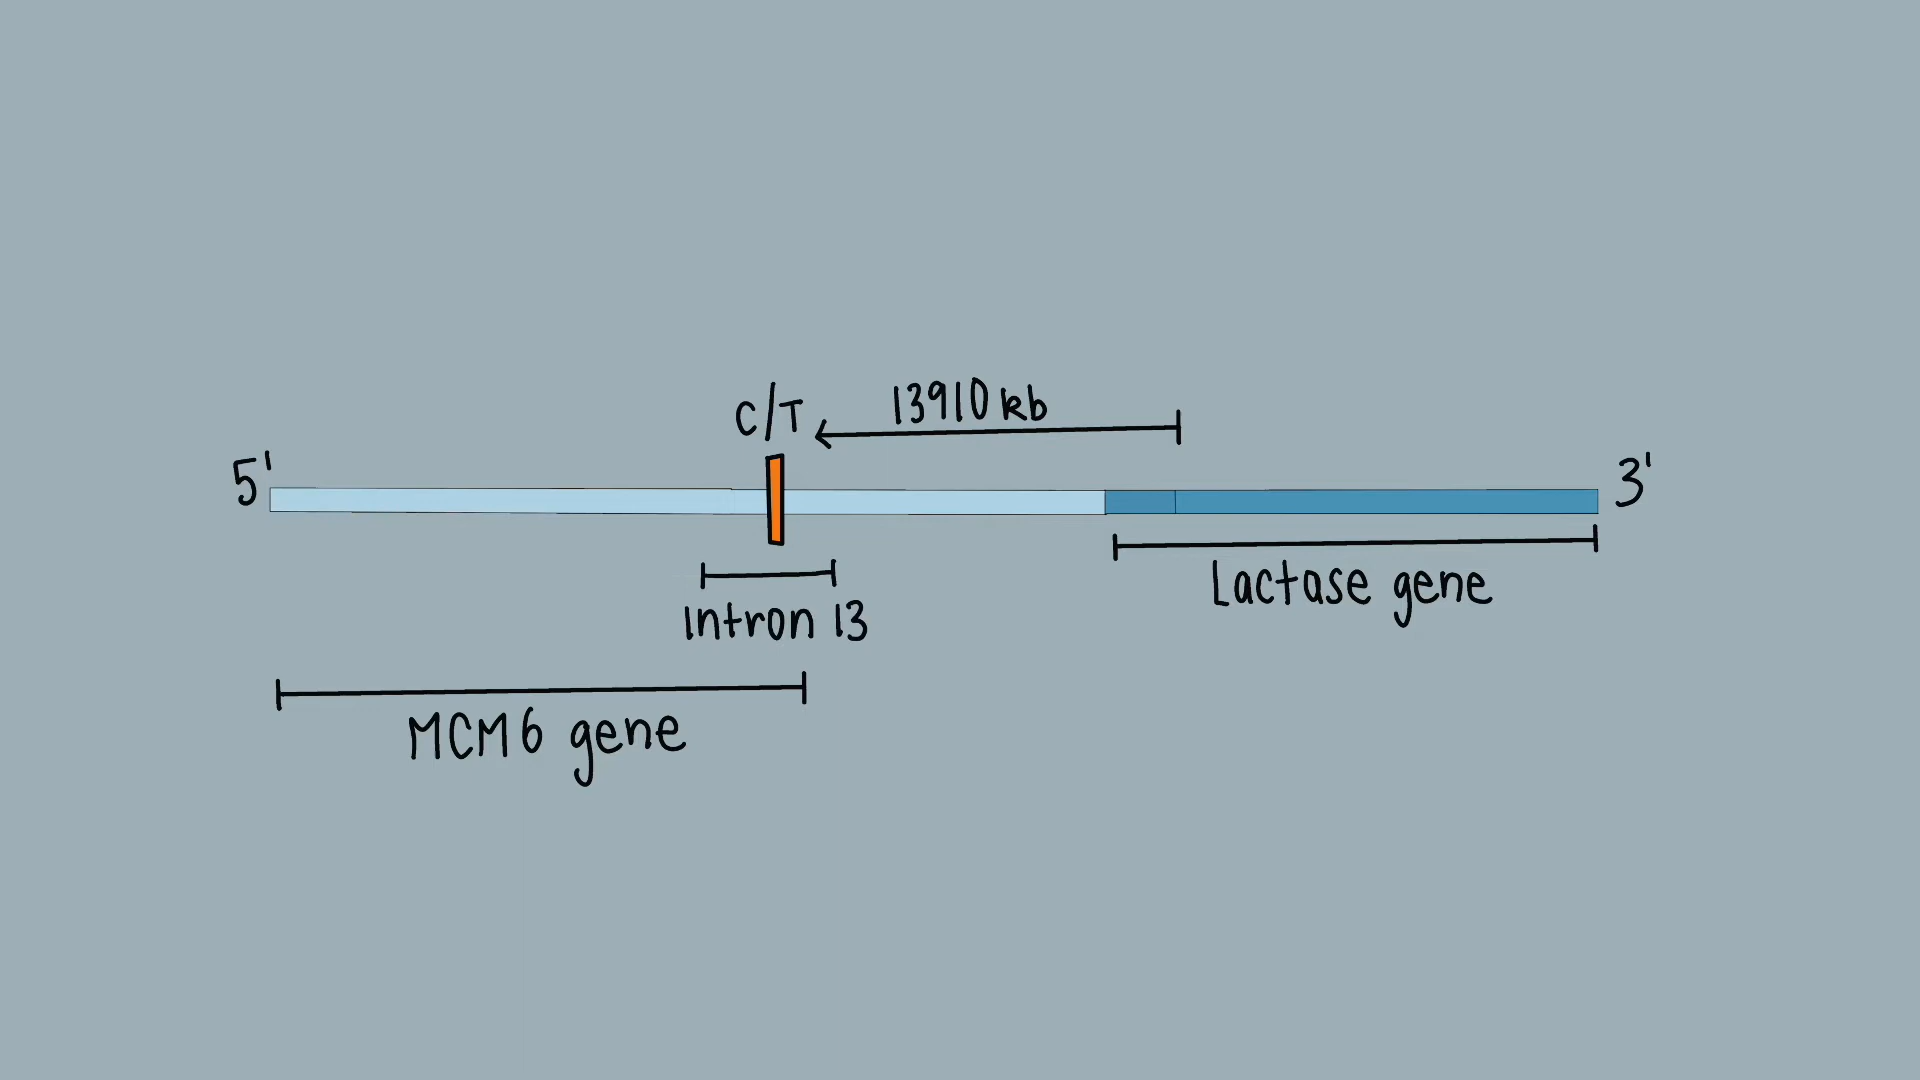 C/T
13910 kb
5'
3'
Lactase gene
Intron 13
MCM6 gene